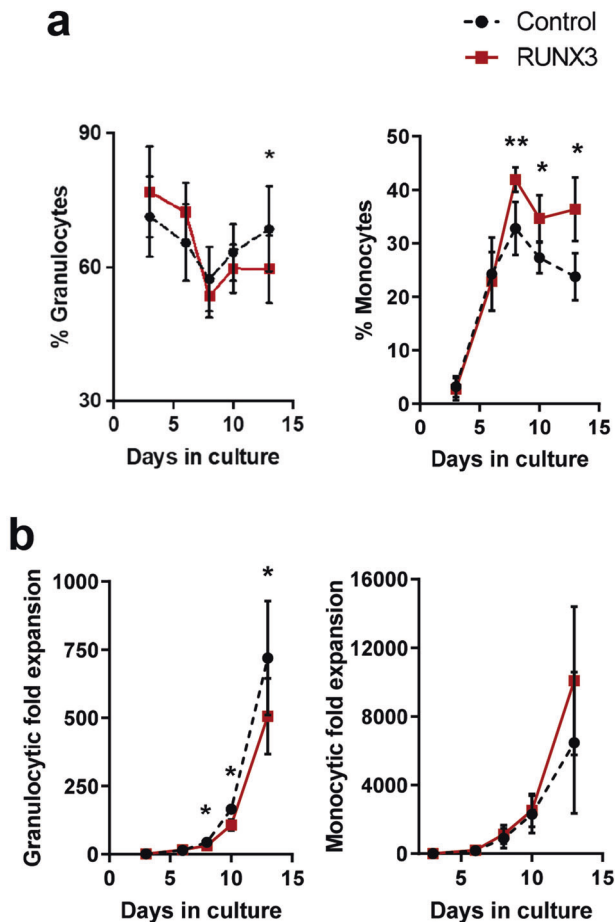 a
Control
RUNX3
% Granulocytes
90
60
30
*
0 5 10 15
Days in culture
% Monocytes
50
40
30
20
10
0
** * *
0 5 10 15
Days in culture
b
Granulocytic fold expansion
1000
750
500
250
0
* * *
0 5 10 15
Days in culture
Monocytic fold expansion
16000
12000
8000
4000
0
5 10 15
Days in culture